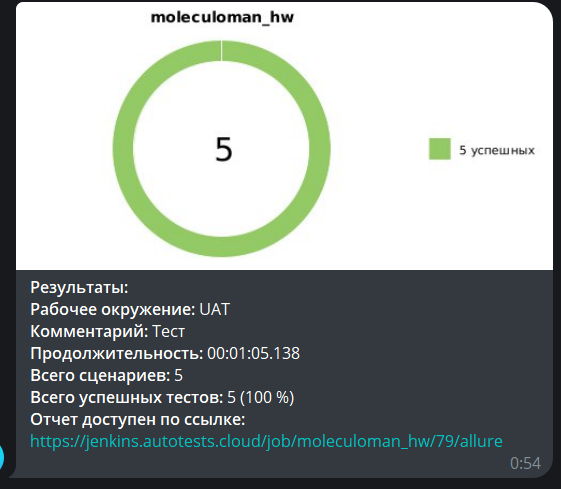 moleculoman_hw
5
5 успешных
Результаты:
Рабочее окружение: UAT
Комментарий: Тест
Продолжительность: 00:01:05.138
Всего сценариев: 5
Всего успешных тестов: 5 (100 %)
Отчет доступен по ссылке:
https://jenkins.autotests.cloud/job/moleculoman_hw/79/allure
0:54